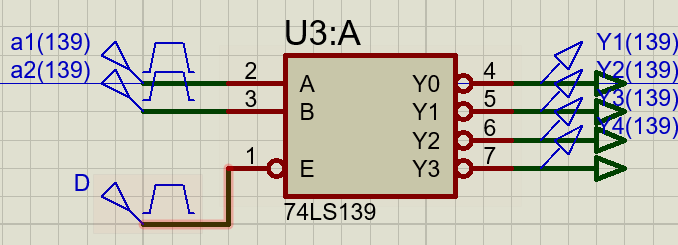 U3:A
a1(139)
a2(139)
2
3
1
A
B
E
D
Y0
Y1
Y2
Y3
4
5
6
7
Y1(139)
Y2(139)
Y3(139)
Y4(139)
74LS139